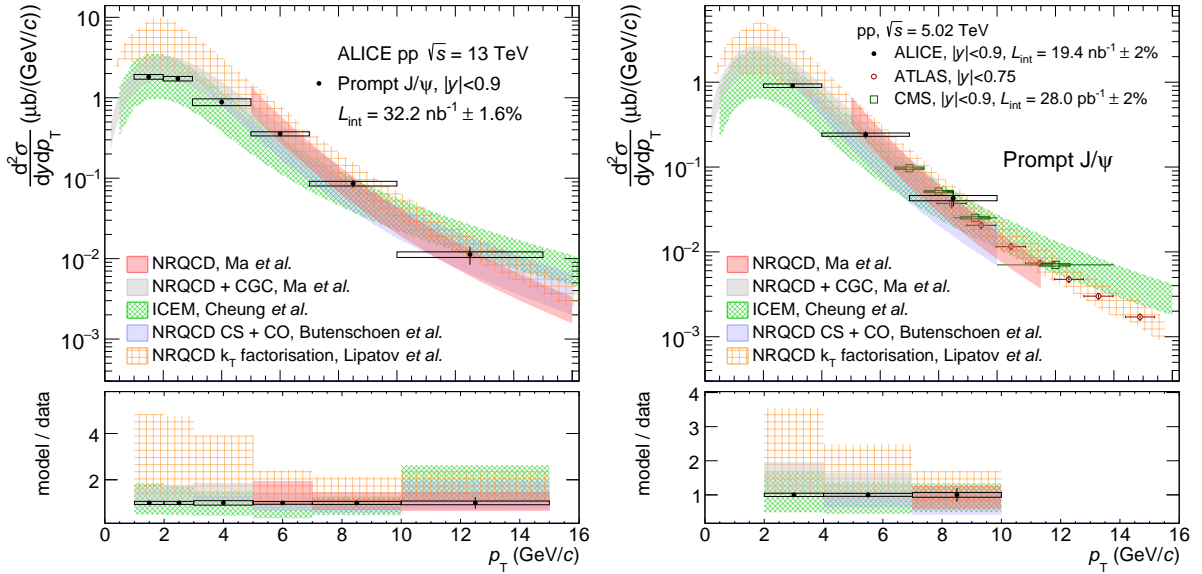 10
1
10⁻¹
10⁻²
10⁻³
d²σ/dydp_T (μb/(GeV/c))
ALICE pp √s = 13 TeV
Prompt J/ψ, |y|<0.9
L_int = 32.2 nb⁻¹ ± 1.6%
NRQCD, Ma et al.
NRQCD + CGC, Ma et al.
ICEM, Cheung et al.
NRQCD CS + CO, Butenschoen et al.
NRQCD k_T factorisation, Lipatov et al.
model / data
4
2
0 2 4 6 8 10 12 14 16
p_T (GeV/c)
10
1
10⁻¹
10⁻²
10⁻³
d²σ/dydp_T (μb/(GeV/c))
pp, √s = 5.02 TeV
ALICE, |y|<0.9, L_int = 19.4 nb⁻¹ ± 2%
ATLAS, |y|<0.75
CMS, |y|<0.9, L_int = 28.0 pb⁻¹ ± 2%
Prompt J/ψ
NRQCD, Ma et al.
NRQCD + CGC, Ma et al.
ICEM, Cheung et al.
NRQCD CS + CO, Butenschoen et al.
NRQCD k_T factorisation, Lipatov et al.
model / data
4
3
2
1
0 2 4 6 8 10 12 14 16
p_T (GeV/c)